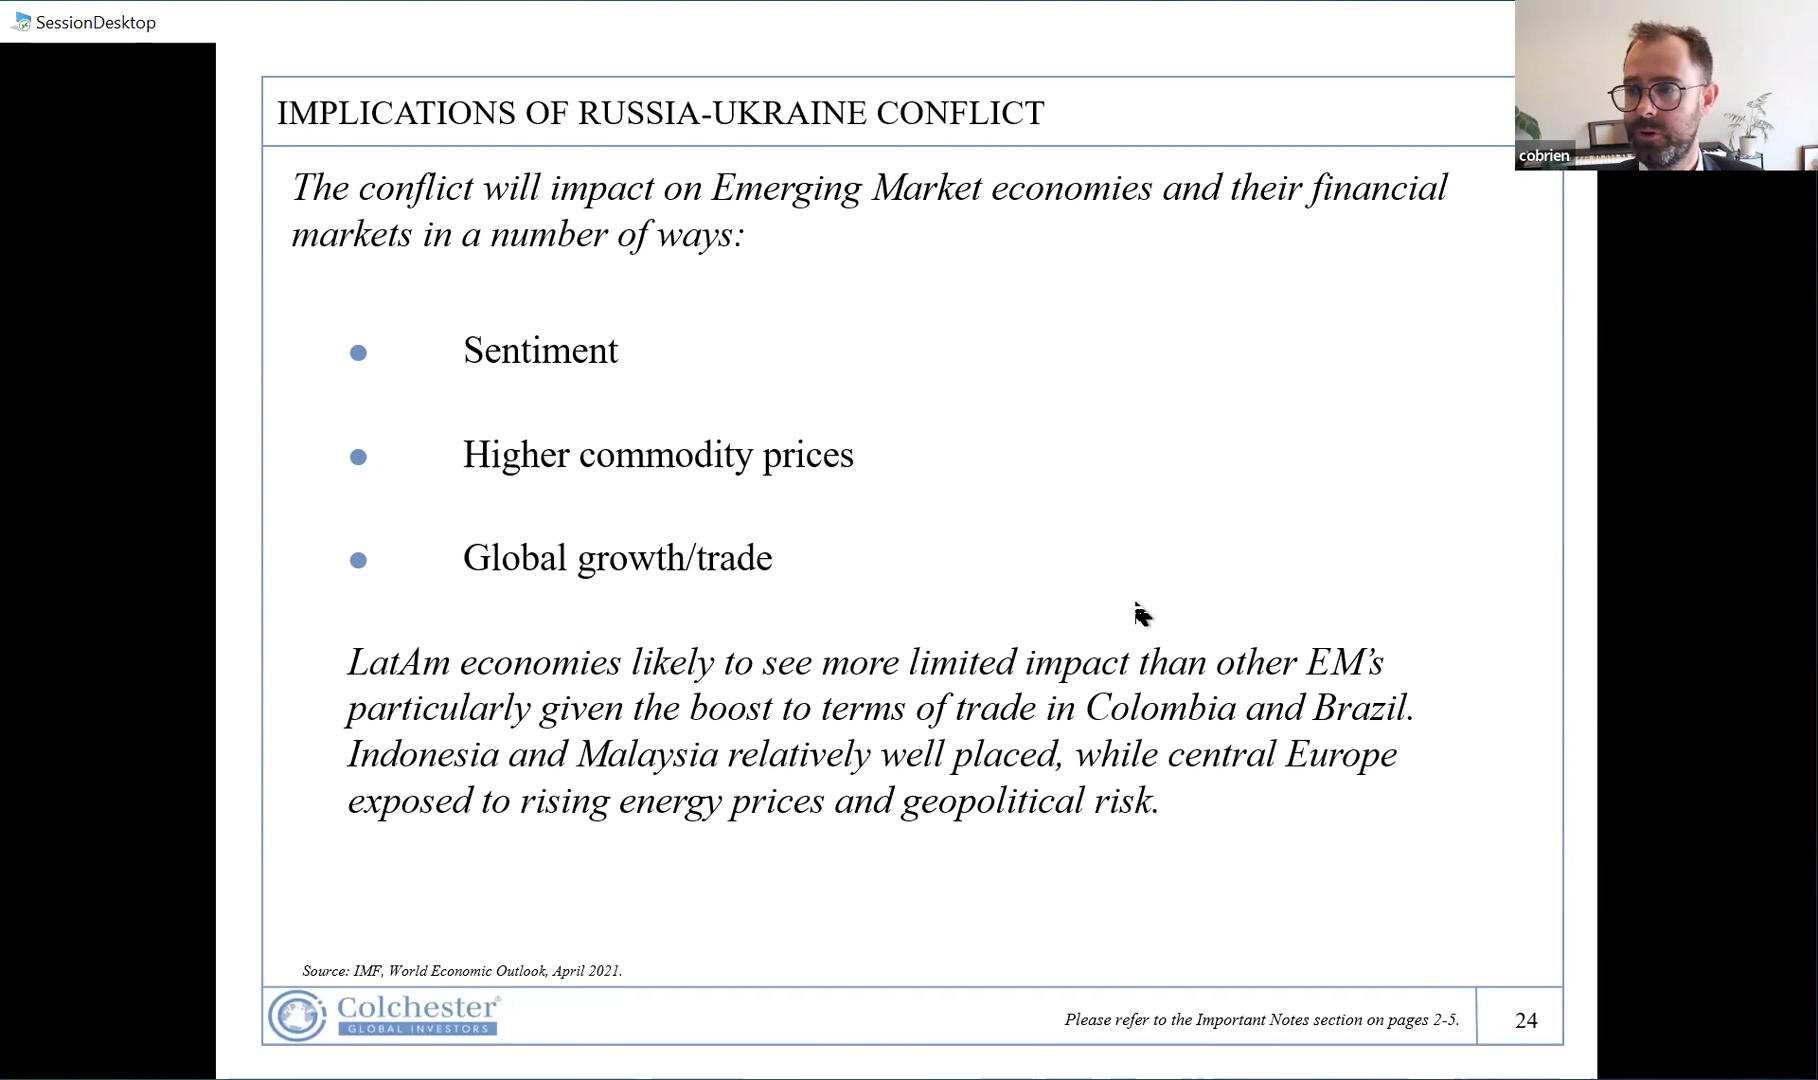 SessionDesktop
IMPLICATIONS OF RUSSIA-UKRAINE CONFLICT
cobrien
The conflict will impact on Emerging Market economies and their financial
markets in a number of ways:
● Sentiment
● Higher commodity prices
● Global growth/trade
LatAm economies likely to see more limited impact than other EM’s
particularly given the boost to terms of trade in Colombia and Brazil.
Indonesia and Malaysia relatively well placed, while central Europe
exposed to rising energy prices and geopolitical risk.
Source: IMF, World Economic Outlook, April 2021.
Colchester®
GLOBAL INVESTORS
Please refer to the Important Notes section on pages 2-5.
24